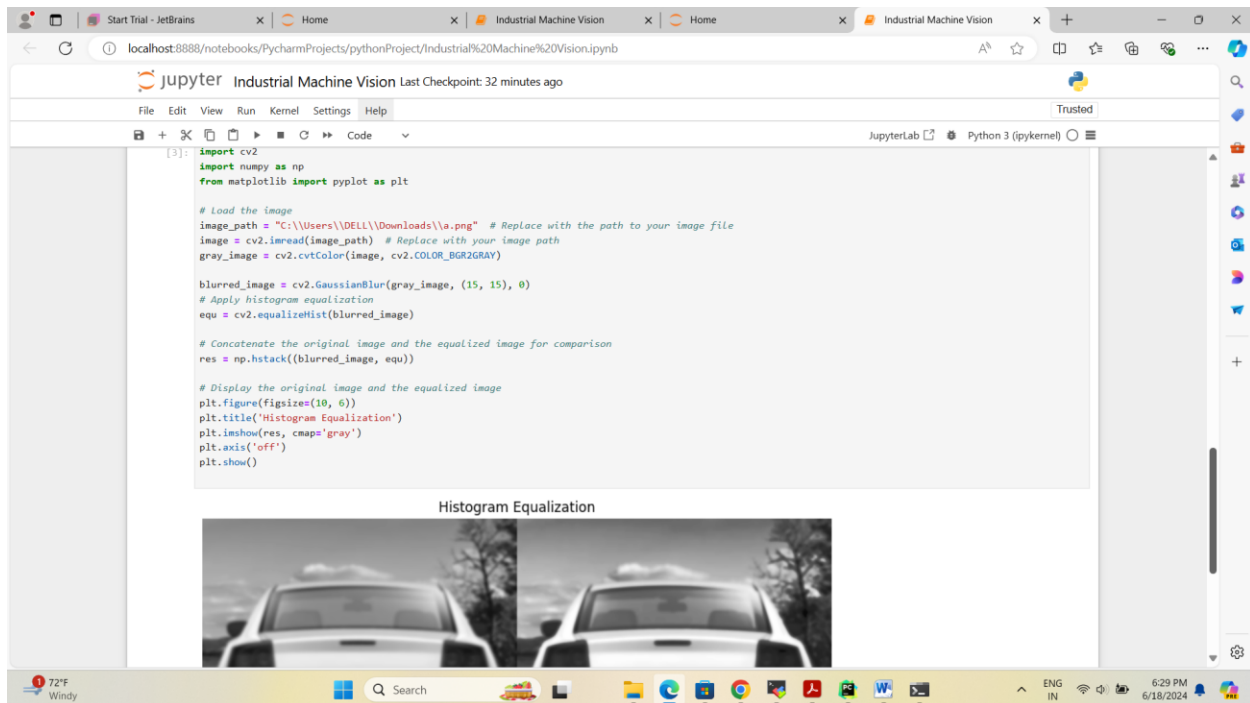 Start Trial - JetBrains
Home
Industrial Machine Vision
Home
Industrial Machine Vision
localhost:8888/notebooks/PycharmProjects/pythonProject/Industrial%20Machine%20Vision.ipynb
jupyter Industrial Machine Vision Last Checkpoint: 32 minutes ago
File Edit View Run Kernel Settings Help
Trusted
Code
JupyterLab
Python 3 (ipykernel)
[3]: import cv2
import numpy as np
from matplotlib import pyplot as plt
# Load the image
image_path = "C:\\Users\\DELL\\Downloads\\a.png" # Replace with the path to your image file
image = cv2.imread(image_path) # Replace with your image path
gray_image = cv2.cvtColor(image, cv2.COLOR_BGR2GRAY)
blurred_image = cv2.GaussianBlur(gray_image, (15, 15), 0)
# Apply histogram equalization
equ = cv2.equalizeHist(blurred_image)
# Concatenate the original image and the equalized image for comparison
res = np.hstack((blurred_image, equ))
# Display the original image and the equalized image
plt.figure(figsize=(10, 6))
plt.title('Histogram Equalization')
plt.imshow(res, cmap='gray')
plt.axis('off')
plt.show()
Histogram Equalization
1
72°F
Windy
Search
ENG
IN
6:29 PM
6/18/2024